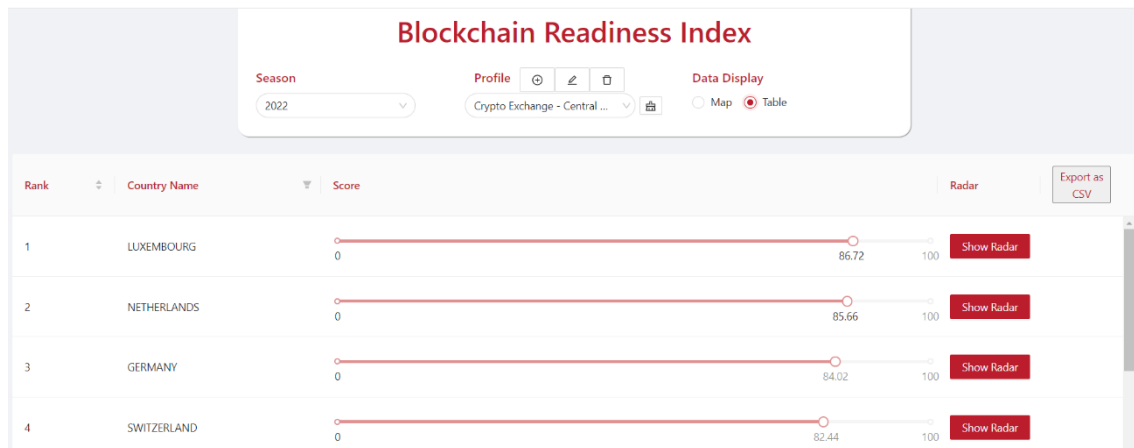 Blockchain Readiness Index
Season
Profile
Data Display
2022
Crypto Exchange - Central ...
Map
Table
Rank
Country Name
Score
Radar
Export as
CSV
1
LUXEMBOURG
0
86.72
100
Show Radar
2
NETHERLANDS
0
85.66
100
Show Radar
3
GERMANY
0
84.02
100
Show Radar
4
SWITZERLAND
0
82.44
100
Show Radar